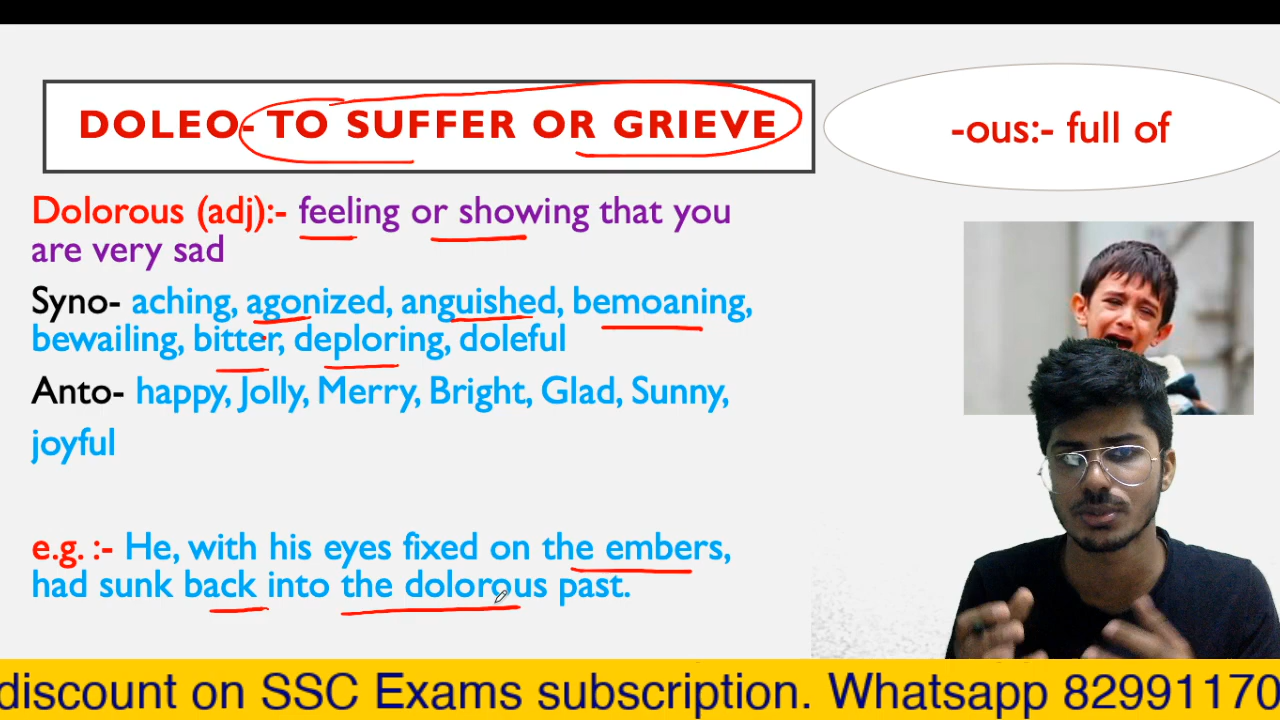 DOLEO- TO SUFFER OR GRIEVE
-ous:- full of
Dolorous (adj):- feeling or showing that you
are very sad
Syno- aching, agonized, anguished, bemoaning,
bewailing, bitter, deploring, doleful
Anto- happy, Jolly, Merry, Bright, Glad, Sunny,
joyful
e.g. :- He, with his eyes fixed on the embers,
had sunk back into the dolorous past.
discount on SSC Exams subscription. Whatsapp 82991170